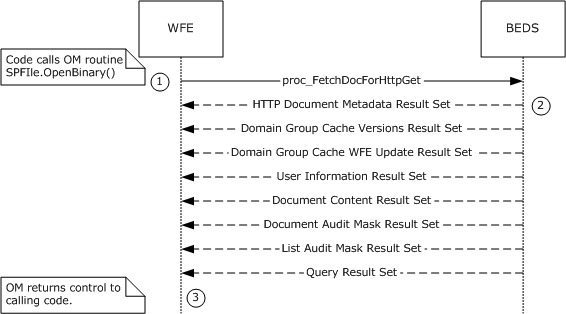 WFE
BEDS
Code calls OM routine
SPFIle.OpenBinary()
1
proc_FetchDocForHttpGet
HTTP Document Metadata Result Set
2
Domain Group Cache Versions Result Set
Domain Group Cache WFE Update Result Set
User Information Result Set
Document Content Result Set
Document Audit Mask Result Set
List Audit Mask Result Set
Query Result Set
OM returns control to
calling code.
3